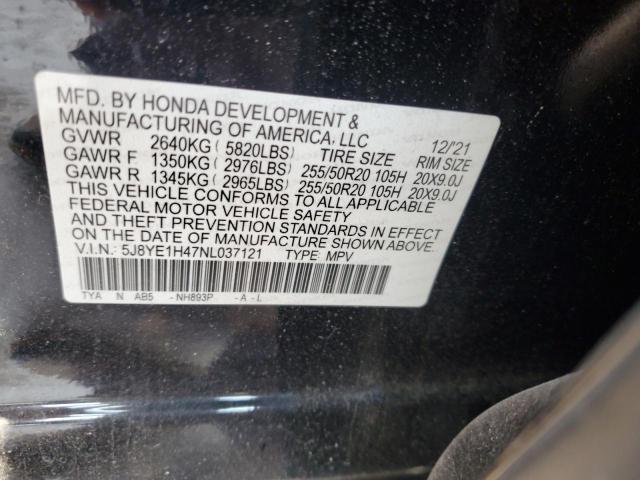 MFD. BY HONDA DEVELOPMENT &
MANUFACTURING OF AMERICA, LLC 12/21
GVWR 2640KG( 5820LBS) TIRE SIZE RIM SIZE
GAWR F 1350KG( 2976LBS) 255/50R20 105H 20X9.0J
GAWR R 1345KG( 2965LBS) 255/50R20 105H 20X9.0J
THIS VEHICLE CONFORMS TO ALL APPLICABLE
FEDERAL MOTOR VEHICLE SAFETY
AND THEFT PREVENTION STANDARDS IN EFFECT
ON THE DATE OF MANUFACTURE SHOWN ABOVE.
V.I.N.: 5J8YE1H47NL037121 TYPE: MPV
TYA N AB5 -NH893P -A-L